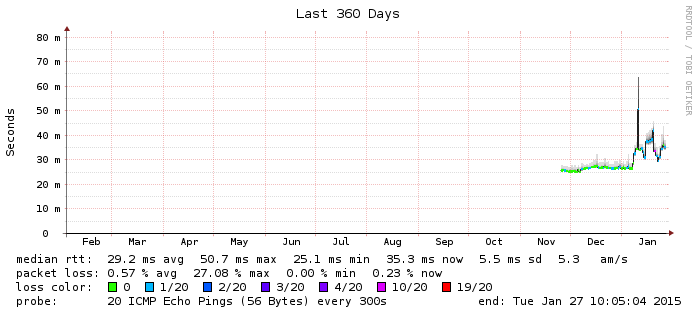 Last 360 Days
RRDTOOL / TOBI OETIKER
Seconds
80 m
70 m
60 m
50 m
40 m
30 m
20 m
10 m
0
Feb Mar Apr May Jun Jul Aug Sep Oct Nov Dec Jan
median rtt: 29.2 ms avg 50.7 ms max 25.1 ms min 35.3 ms now 5.5 ms sd 5.3 am/s
packet loss: 0.57 % avg 27.08 % max 0.00 % min 0.23 % now
loss color: 0 1/20 2/20 3/20 4/20 10/20 19/20
probe: 20 ICMP Echo Pings (56 Bytes) every 300s end: Tue Jan 27 10:05:04 2015